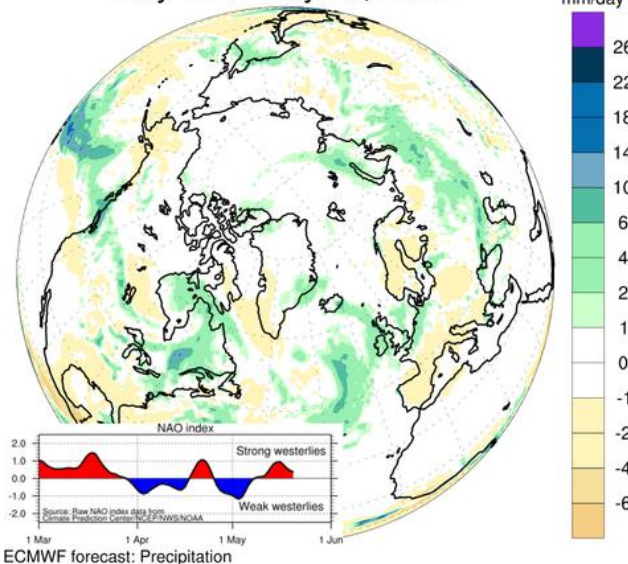 mm/day
26
22
18
14
10
6
4
2
1
0
-1
-2
-4
-6
NAO index
2.0
1.0
0.0
-1.0
-2.0
Strong westerlies
Weak westerlies
Source: Raw NAO index data from
Climate Prediction Center/NCEP/NWS/NOAA
1 Mar
1 Apr
1 May
1 Jun
ECMWF forecast: Precipitation